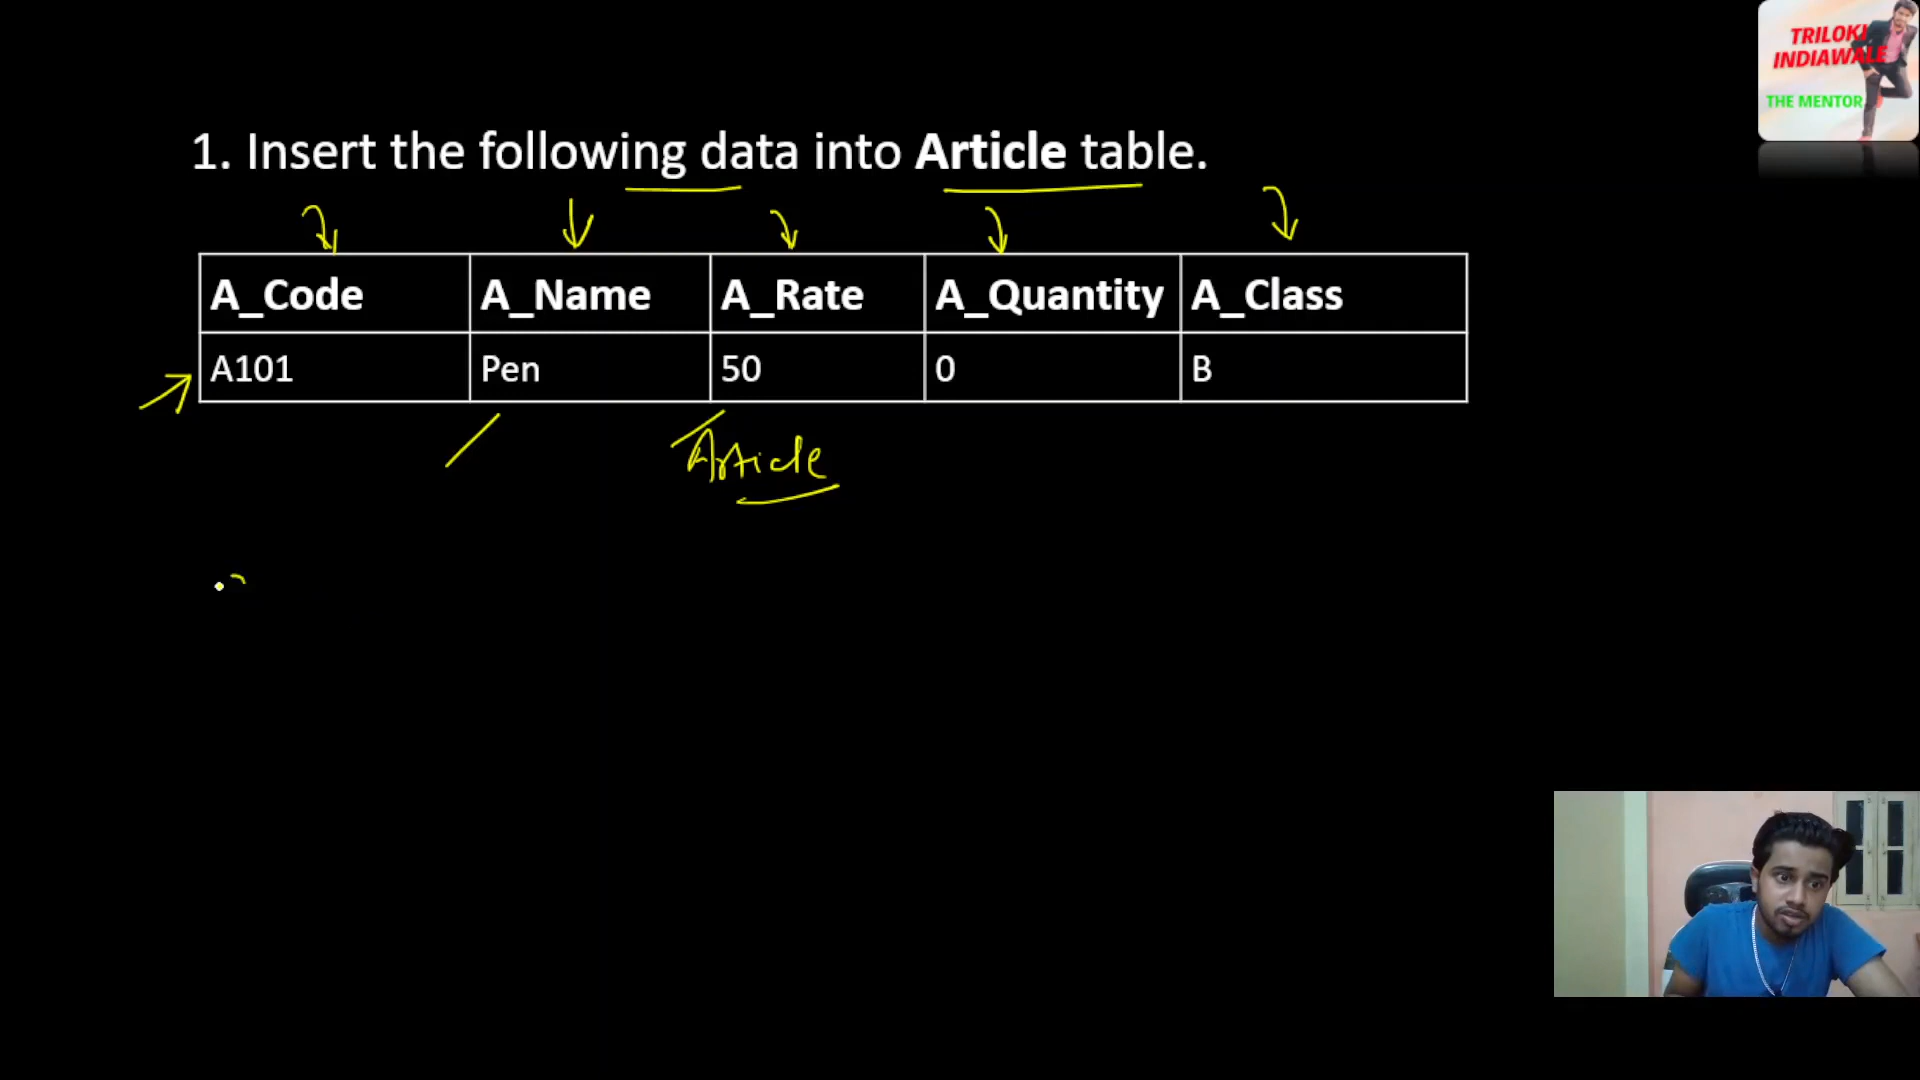 TRILOKI
INDIAWALE
THE MENTOR
1. Insert the following data into Article table.
A_Code A_Name A_Rate A_Quantity A_Class
A101 Pen 50 0 B
Article